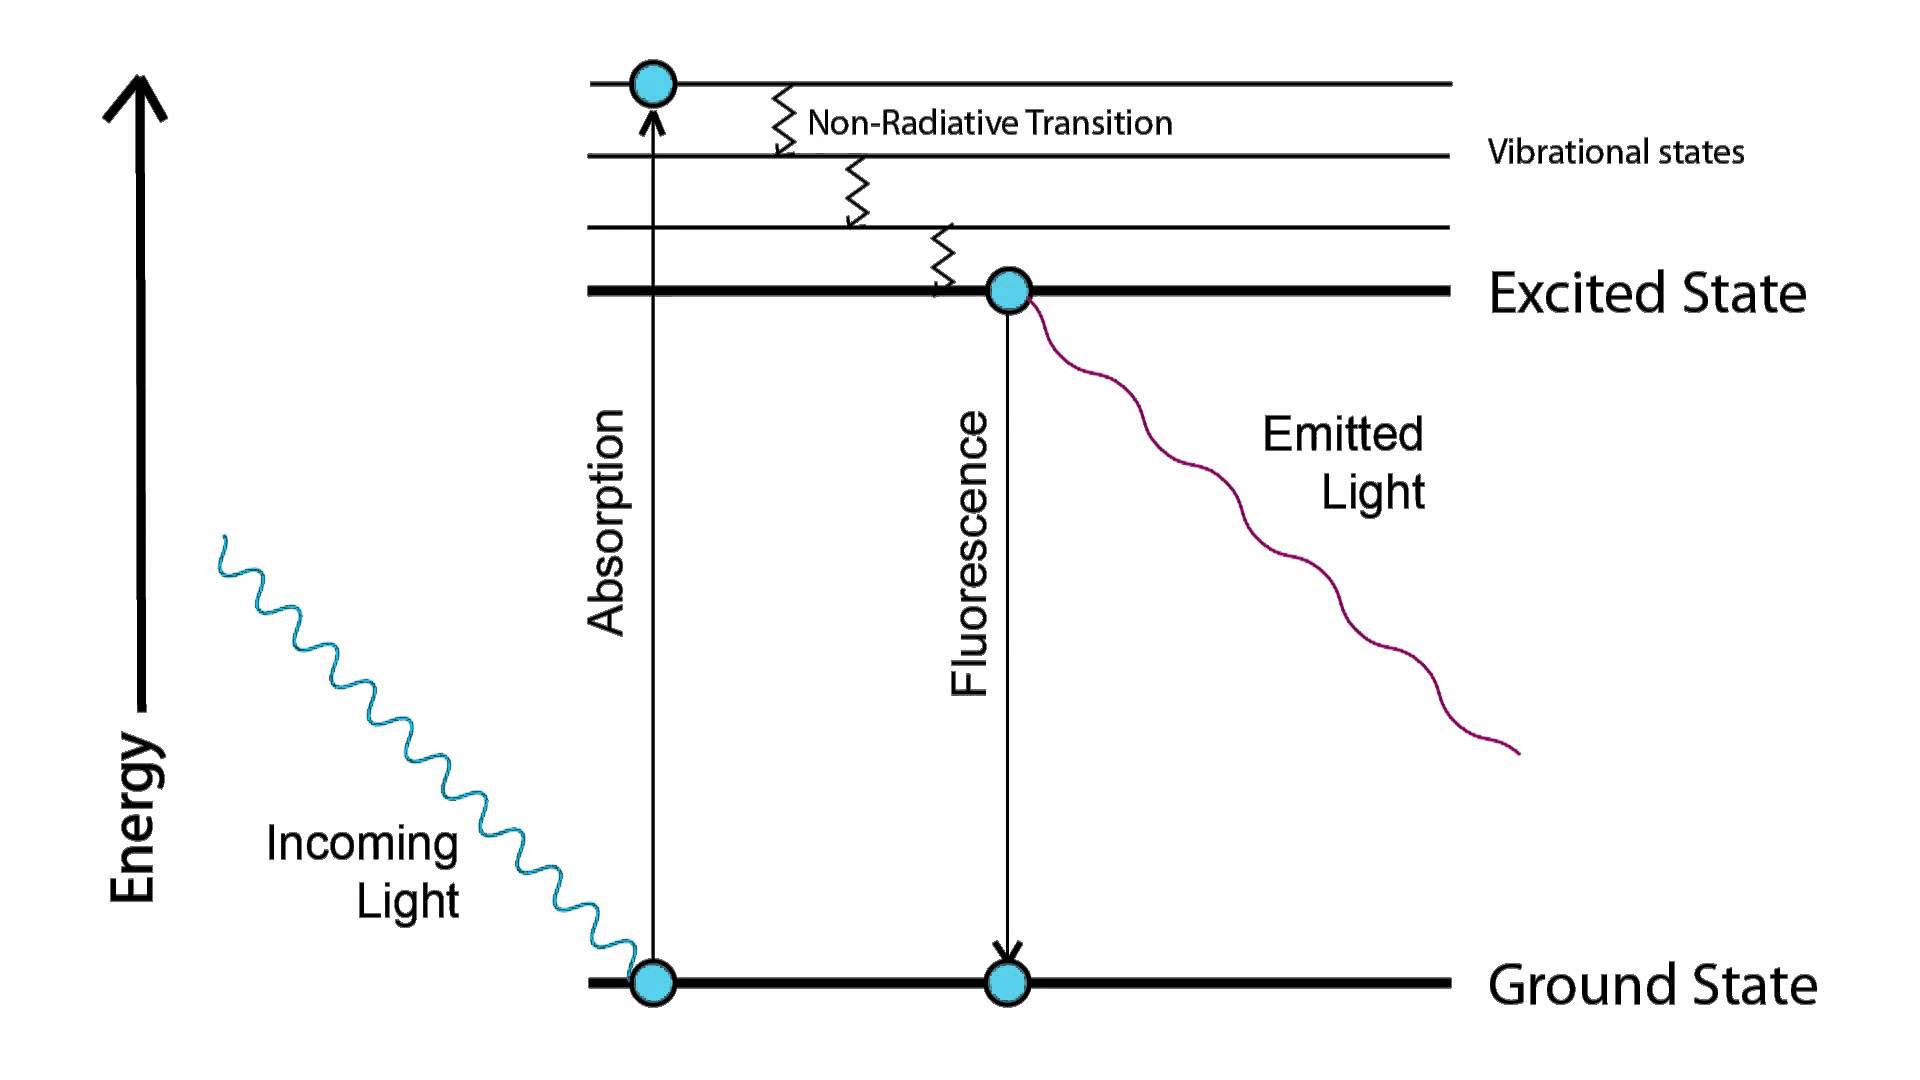 Non-Radiative Transition
Vibrational states
Excited State
Emitted
Light
Absorption
Fluorescence
Energy
Incoming
Light
Ground State